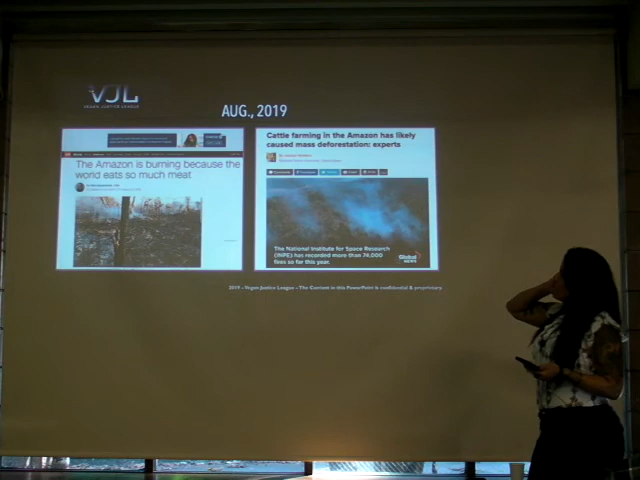 VJL
VEGAN JUSTICE LEAGUE
AUG., 2019
The Amazon is burning because the
world eats so much meat
Cattle farming in the Amazon has likely
caused mass deforestation: experts
The National Institute for Space Research
(INPE) has recorded more than 74,000
fires so far this year.
Global
NEWS
2019 - Vegan Justice League - The Content in this PowerPoint is confidential & proprietary.